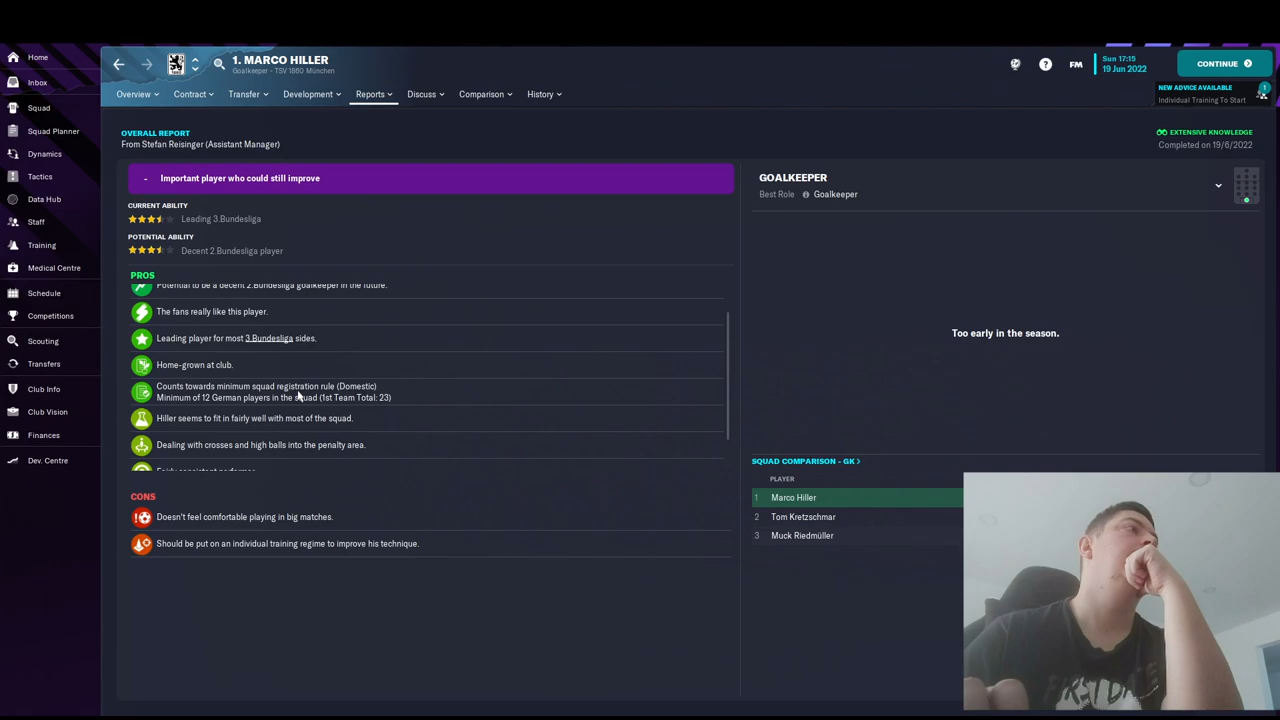 Home
Inbox
Squad
Squad Planner
Dynamics
Tactics
Data Hub
Staff
Training
Medical Centre
Schedule
Competitions
Scouting
Transfers
Club Info
Club Vision
Finances
Dev. Centre
1. MARCO HILLER
Goalkeeper - TSV 1860 München
?
FM
Sun 17:15
19 Jun 2022
CONTINUE
Overview
Contract
Transfer
Development
Reports
Discuss
Comparison
History
NEW ADVICE AVAILABLE
Individual Training To Start
1
OVERALL REPORT
From Stefan Reisinger (Assistant Manager)
EXTENSIVE KNOWLEDGE
Completed on 19/6/2022
- Important player who could still improve
CURRENT ABILITY
Leading 3.Bundesliga
POTENTIAL ABILITY
Decent 2.Bundesliga player
PROS
Potential to be a decent 2.Bundesliga goalkeeper in the future.
The fans really like this player.
Leading player for most 3.Bundesliga sides.
Home-grown at club.
Counts towards minimum squad registration rule (Domestic)
Minimum of 12 German players in the squad (1st Team Total: 23)
Hiller seems to fit in fairly well with most of the squad.
Dealing with crosses and high balls into the penalty area.
Fairly consistent performer.
CONS
Doesn't feel comfortable playing in big matches.
Should be put on an individual training regime to improve his technique.
GOALKEEPER
Best Role Goalkeeper
Too early in the season.
SQUAD COMPARISON - GK >
PLAYER
1 Marco Hiller
2 Tom Kretzschmar
3 Muck Riedmüller